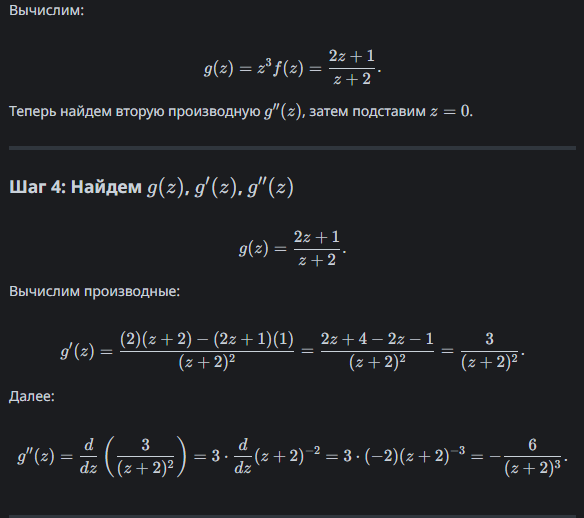 Вычислим:
g(z) = z³f(z) = (2z + 1)/(z + 2).
Теперь найдем вторую производную g″(z), затем подставим z = 0.
Шаг 4: Найдем g(z), g′(z), g″(z)
g(z) = (2z + 1)/(z + 2).
Вычислим производные:
g′(z) = ((2)(z + 2) − (2z + 1)(1))/(z + 2)² = (2z + 4 − 2z − 1)/(z + 2)² = 3/(z + 2)².
Далее:
g″(z) = d/dz (3/(z + 2)²) = 3 · d/dz (z + 2)⁻² = 3 · (−2)(z + 2)⁻³ = −6/(z + 2)³.